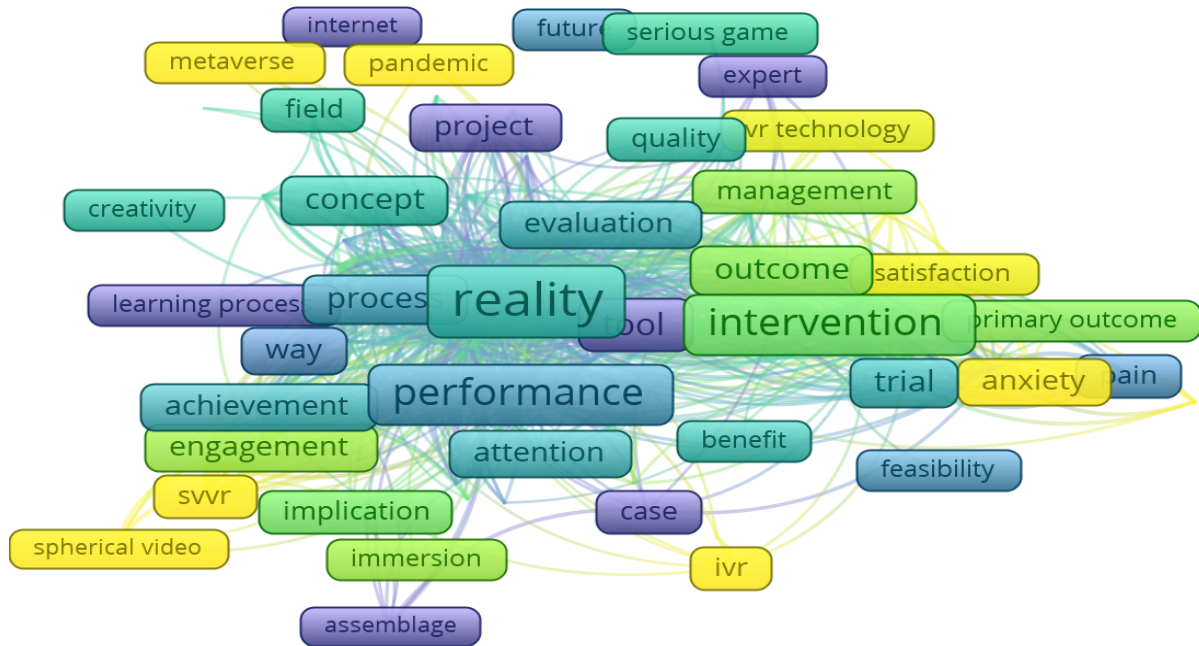 internet
future
serious game
metaverse
pandemic
expert
field
project
quality
vr technology
creativity
concept
management
evaluation
outcome
satisfaction
learning process
process
reality
tool
intervention
primary outcome
way
trial
anxiety
pain
performance
achievement
engagement
attention
benefit
feasibility
svvr
implication
case
spherical video
immersion
ivr
assemblage